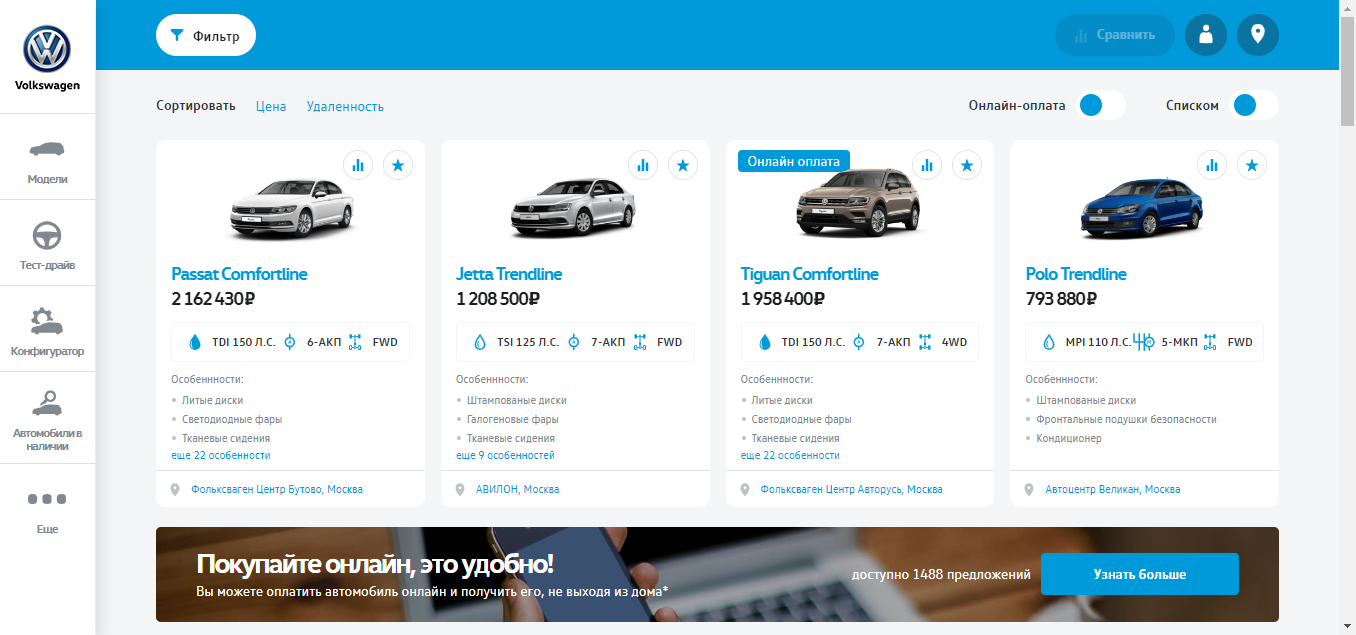 Volkswagen
Модели
Тест-драйв
Конфигуратор
Автомобили в
наличии
Еще
Фильтр
Сравнить
Сортировать Цена Удаленность
Онлайн-оплата Списком
Passat Comfortline
2 162 430₽
TDI 150 Л.С. 6-АКП FWD
Особеннности:
Литые диски
Светодиодные фары
Тканевые сидения
еще 22 особенности
Фольксваген Центр Бутово, Москва
Jetta Trendline
1 208 500₽
TSI 125 Л.С. 7-АКП FWD
Особеннности:
Штампованые диски
Галогеновые фары
Тканевые сидения
еще 9 особенностей
АВИЛОН, Москва
Онлайн оплата
Tiguan Comfortline
1 958 400₽
TDI 150 Л.С. 7-АКП 4WD
Особеннности:
Литые диски
Светодиодные фары
Тканевые сидения
еще 22 особенности
Фольксваген Центр Авторусь, Москва
Polo Trendline
793 880₽
MPI 110 Л.С. 5-МКП FWD
Особеннности:
Штампованые диски
Фронтальные подушки безопасности
Кондиционер
Автоцентр Великан, Москва
Покупайте онлайн, это удобно!
Вы можете оплатить автомобиль онлайн и получить его, не выходя из дома*
доступно 1488 предложений
Узнать больше